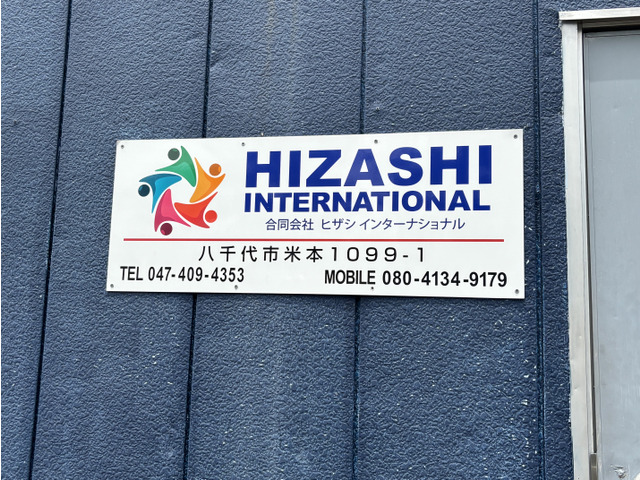 HIZASHI
INTERNATIONAL
合同会社 ヒザシ インターナショナル
八千代市米本1099-1
TEL 047-409-4353 MOBILE 080-4134-9179